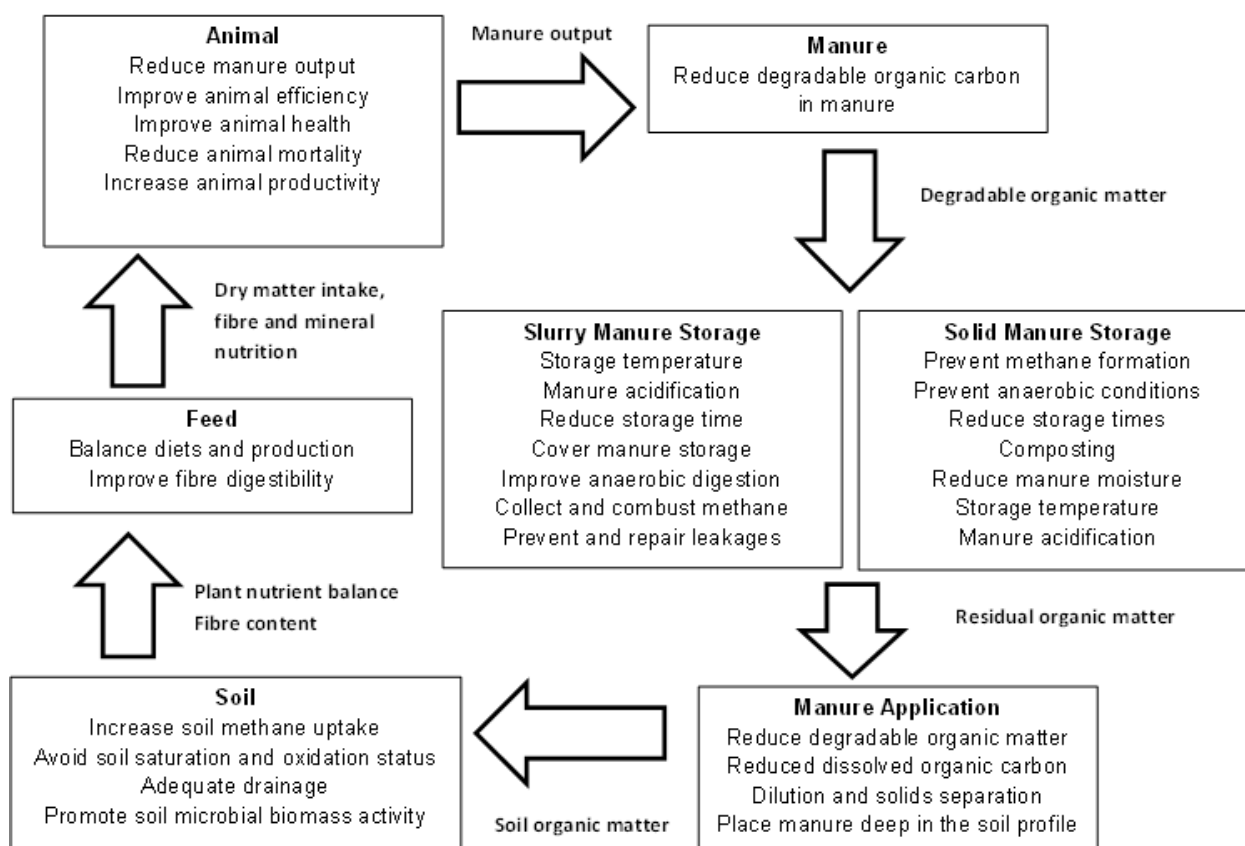 Animal
Reduce manure output
Improve animal efficiency
Improve animal health
Reduce animal mortality
Increase animal productivity
Manure output
Manure
Reduce degradable organic carbon
in manure
Degradable organic matter
Slurry Manure Storage
Storage temperature
Manure acidification
Reduce storage time
Cover manure storage
Improve anaerobic digestion
Collect and combust methane
Prevent and repair leakages
Solid Manure Storage
Prevent methane formation
Prevent anaerobic conditions
Reduce storage times
Composting
Reduce manure moisture
Storage temperature
Manure acidification
Residual organic matter
Manure Application
Reduce degradable organic matter
Reduced dissolved organic carbon
Dilution and solids separation
Place manure deep in the soil profile
Soil organic matter
Soil
Increase soil methane uptake
Avoid soil saturation and oxidation status
Adequate drainage
Promote soil microbial biomass activity
Plant nutrient balance
Fibre content
Feed
Balance diets and production
Improve fibre digestibility
Dry matter intake,
fibre and mineral
nutrition